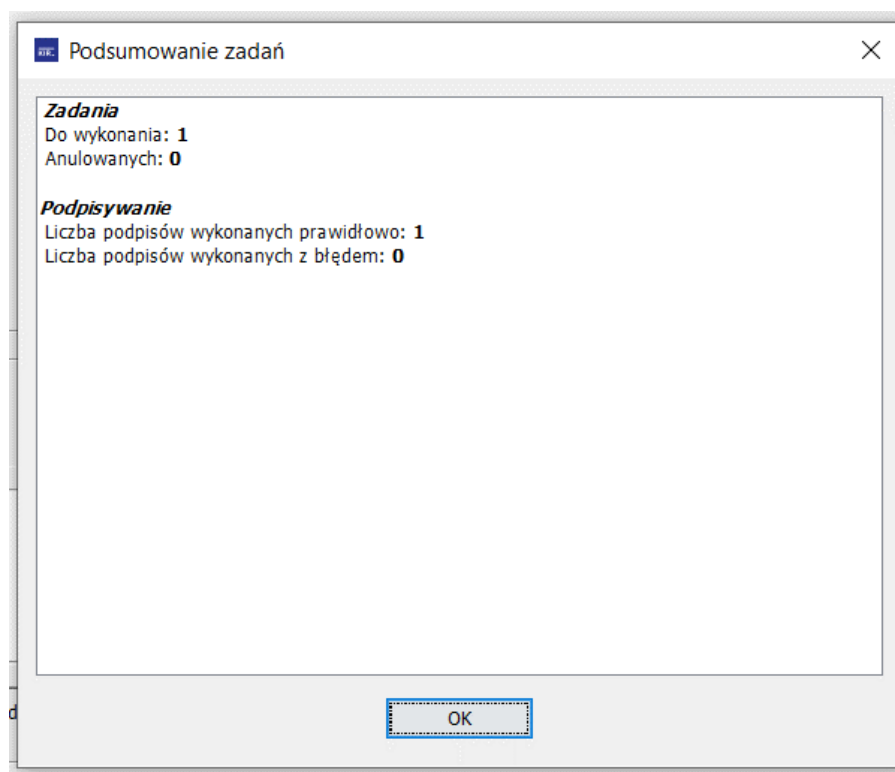 KIR.
Podsumowanie zadań
Zadania
Do wykonania: 1
Anulowanych: 0
Podpisywanie
Liczba podpisów wykonanych prawidłowo: 1
Liczba podpisów wykonanych z błędem: 0
d
OK